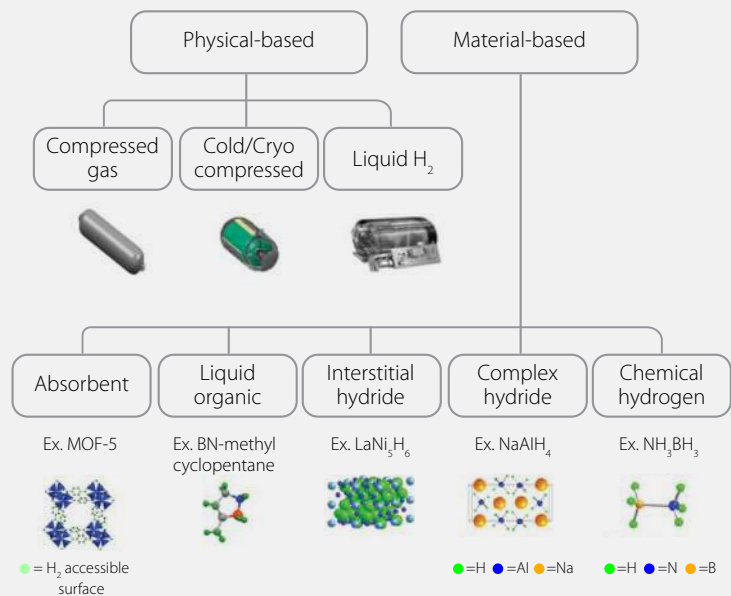 Physical-based
Material-based
Compressed
gas
Cold/Cryo
compressed
Liquid H₂
Absorbent
Liquid
organic
Interstitial
hydride
Complex
hydride
Chemical
hydrogen
Ex. MOF-5
Ex. BN-methyl
cyclopentane
Ex. LaNi₅H₆
Ex. NaAlH₄
Ex. NH₃BH₃
= H₂ accessible
surface
=H =Al =Na
=H =N =B